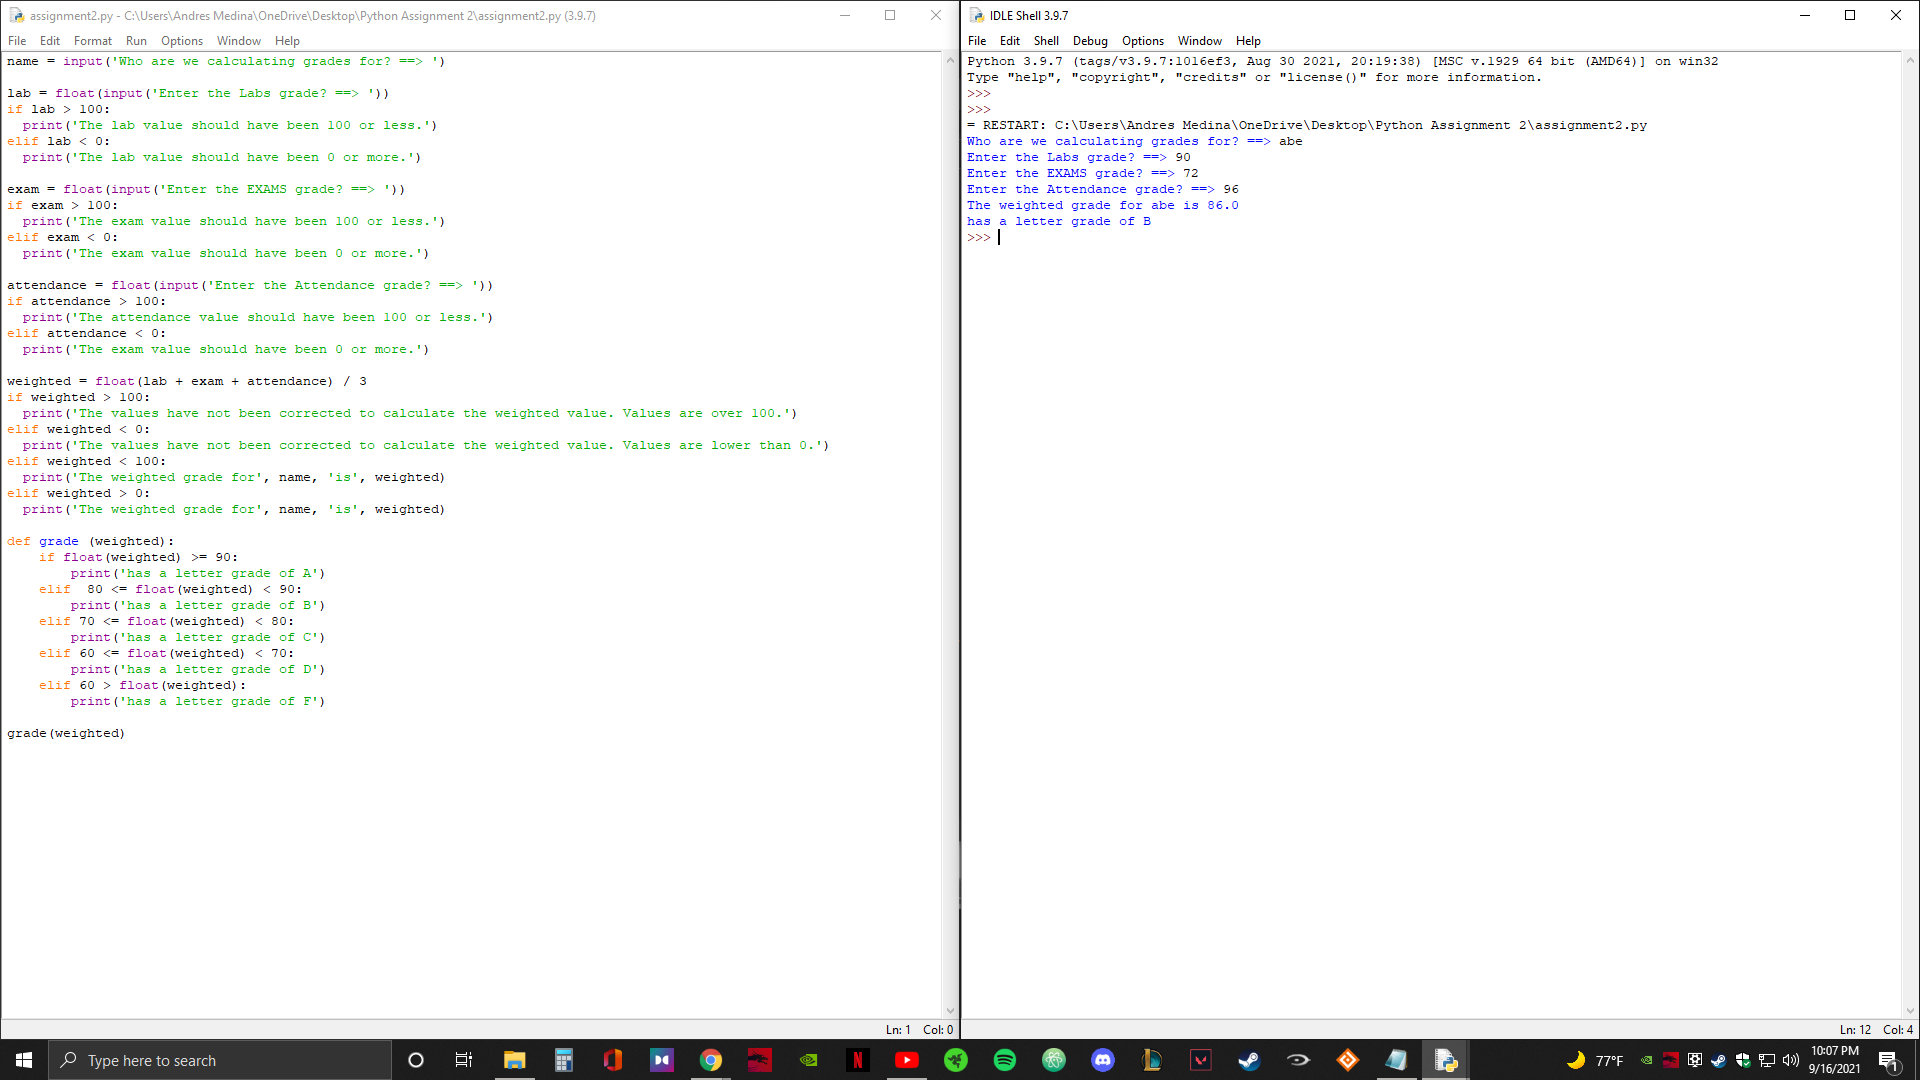 assignment2.py - C:\Users\Andres Medina\OneDrive\Desktop\Python Assignment 2\assignment2.py (3.9.7)
File Edit Format Run Options Window Help
name = input('Who are we calculating grades for? ==> ')
lab = float(input('Enter the Labs grade? ==> '))
if lab > 100:
  print('The lab value should have been 100 or less.')
elif lab < 0:
  print('The lab value should have been 0 or more.')
exam = float(input('Enter the EXAMS grade? ==> '))
if exam > 100:
  print('The exam value should have been 100 or less.')
elif exam < 0:
  print('The exam value should have been 0 or more.')
attendance = float(input('Enter the Attendance grade? ==> '))
if attendance > 100:
  print('The attendance value should have been 100 or less.')
elif attendance < 0:
  print('The exam value should have been 0 or more.')
weighted = float(lab + exam + attendance) / 3
if weighted > 100:
  print('The values have not been corrected to calculate the weighted value. Values are over 100.')
elif weighted < 0:
  print('The values have not been corrected to calculate the weighted value. Values are lower than 0.')
elif weighted < 100:
  print('The weighted grade for', name, 'is', weighted)
elif weighted > 0:
  print('The weighted grade for', name, 'is', weighted)
def grade (weighted):
    if float(weighted) >= 90:
        print('has a letter grade of A')
    elif  80 <= float(weighted) < 90:
        print('has a letter grade of B')
    elif 70 <= float(weighted) < 80:
        print('has a letter grade of C')
    elif 60 <= float(weighted) < 70:
        print('has a letter grade of D')
    elif 60 > float(weighted):
        print('has a letter grade of F')
grade(weighted)
Ln: 1 Col: 0
IDLE Shell 3.9.7
File Edit Shell Debug Options Window Help
Python 3.9.7 (tags/v3.9.7:1016ef3, Aug 30 2021, 20:19:38) [MSC v.1929 64 bit (AMD64)] on win32
Type "help", "copyright", "credits" or "license()" for more information.
>>>
>>>
= RESTART: C:\Users\Andres Medina\OneDrive\Desktop\Python Assignment 2\assignment2.py
Who are we calculating grades for? ==> abe
Enter the Labs grade? ==> 90
Enter the EXAMS grade? ==> 72
Enter the Attendance grade? ==> 96
The weighted grade for abe is 86.0
has a letter grade of B
>>>
Ln: 12 Col: 4
Type here to search
77°F
10:07 PM
9/16/2021
1